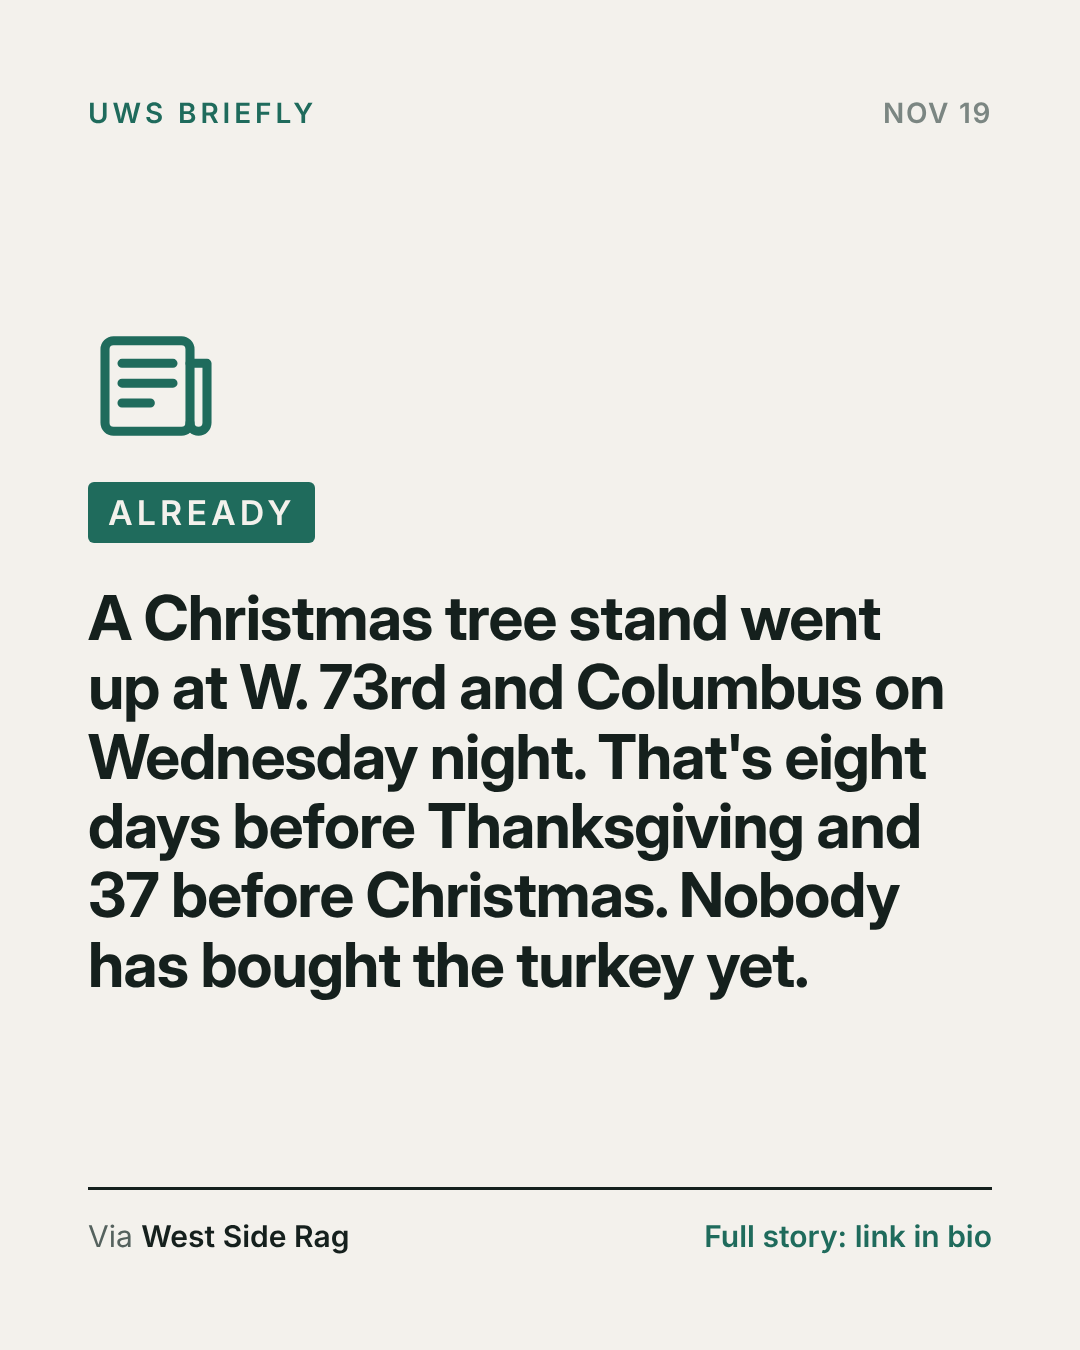 UWS BRIEFLY
NOV 19
ALREADY
A Christmas tree stand went
up at W. 73rd and Columbus on
Wednesday night. That's eight
days before Thanksgiving and
37 before Christmas. Nobody
has bought the turkey yet.
Via West Side Rag
Full story: link in bio